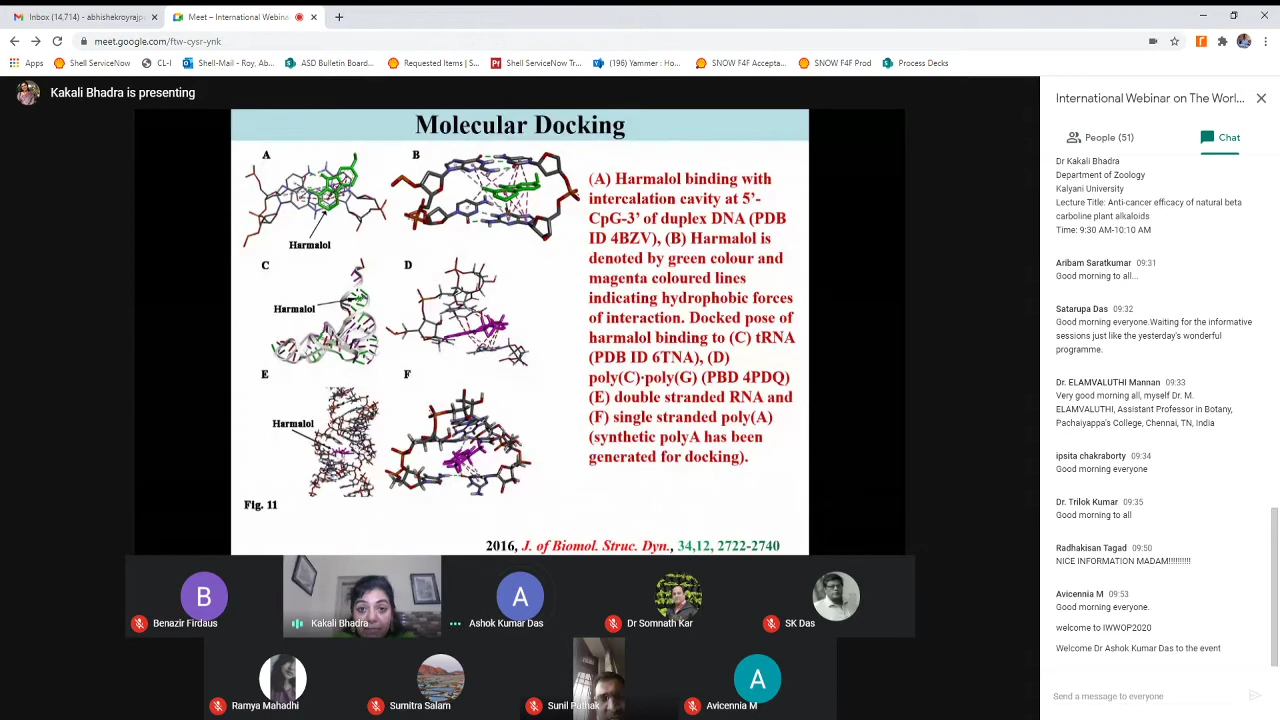 Inbox (14,714) - abhishekroyrajp
Meet – International Webinar
meet.google.com/ftw-cysr-ynk
Apps
Shell ServiceNow
CL-I
Shell-Mail - Roy, Ab...
ASD Bulletin Board...
Requested Items | S...
Shell ServiceNow Tr...
(196) Yammer : Ho...
SNOW F4F Accepta...
SNOW F4F Prod
Process Decks
Kakali Bhadra is presenting
Molecular Docking
A
B
Harmalol
C
D
Harmalol
E
F
Harmalol
Fig. 11
(A) Harmalol binding with
intercalation cavity at 5'-
CpG-3' of duplex DNA (PDB
ID 4BZV), (B) Harmalol is
denoted by green colour and
magenta coloured lines
indicating hydrophobic forces
of interaction. Docked pose of
harmalol binding to (C) tRNA
(PDB ID 6TNA), (D)
poly(C)·poly(G) (PBD 4PDQ)
(E) double stranded RNA and
(F) single stranded poly(A)
(synthetic polyA has been
generated for docking).
2016, J. of Biomol. Struc. Dyn., 34,12, 2722-2740
B
Benazir Firdaus
Kakali Bhadra
A
Ashok Kumar Das
Dr Somnath Kar
SK Das
Ramya Mahadhi
Sumitra Salam
Sunil Pathak
A
Avicennia M
International Webinar on The Worl...
People (51)
Chat
Dr Kakali Bhadra
Department of Zoology
Kalyani University
Lecture Title: Anti-cancer efficacy of natural beta
carboline plant alkaloids
Time: 9:30 AM-10:10 AM
Aribam Saratkumar 09:31
Good morning to all...
Satarupa Das 09:32
Good morning everyone.Waiting for the informative
sessions just like the yesterday's wonderful
programme.
Dr. ELAMVALUTHI Mannan 09:33
Very good morning all, myself Dr. M.
ELAMVALUTHI, Assistant Professor in Botany,
Pachaiyappa's College, Chennai, TN, India
ipsita chakraborty 09:34
Good morning everyone
Dr. Trilok Kumar 09:35
Good morning to all
Radhakisan Tagad 09:50
NICE INFORMATION MADAM!!!!!!!!!!
Avicennia M 09:53
Good morning everyone.
welcome to IWWOP2020
Welcome Dr Ashok Kumar Das to the event
Send a message to everyone